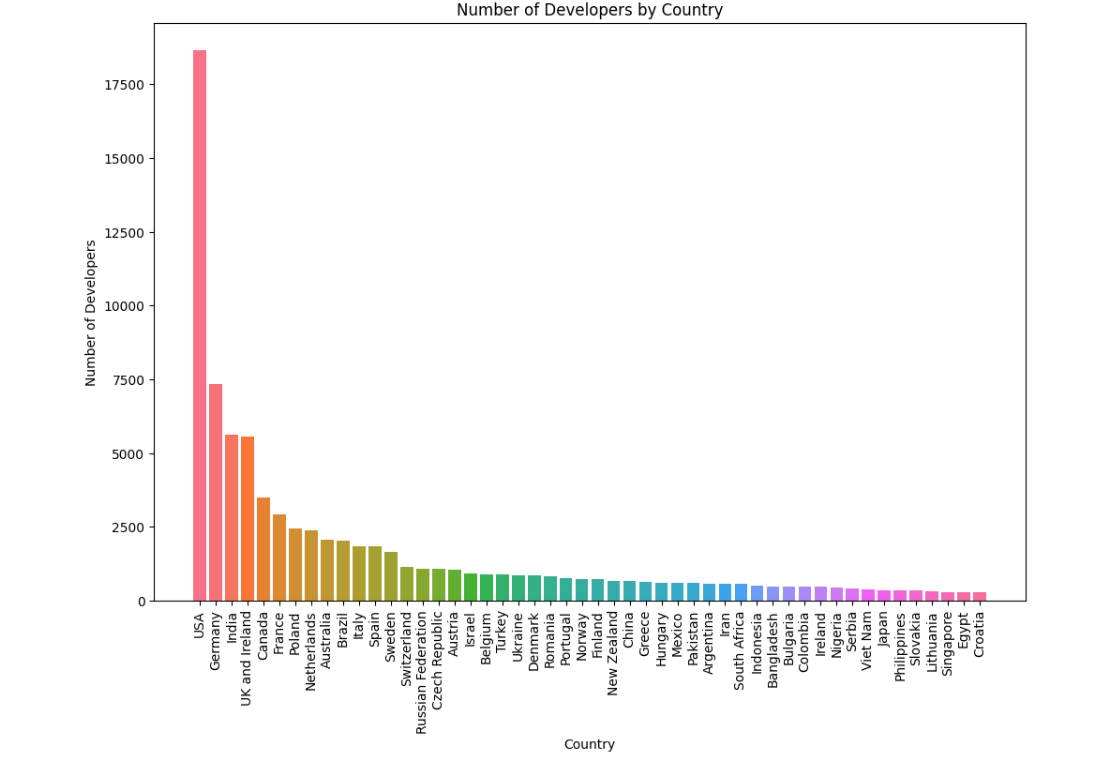 Number of Developers by Country
Number of Developers
17500
15000
12500
10000
7500
5000
2500
0
USA
Germany
India
UK and Ireland
Canada
France
Poland
Netherlands
Australia
Brazil
Italy
Spain
Sweden
Switzerland
Russian Federation
Czech Republic
Austria
Israel
Belgium
Turkey
Ukraine
Denmark
Romania
Portugal
Norway
Finland
New Zealand
China
Greece
Hungary
Mexico
Pakistan
Argentina
Iran
South Africa
Indonesia
Bangladesh
Bulgaria
Colombia
Ireland
Nigeria
Serbia
Viet Nam
Japan
Philippines
Slovakia
Lithuania
Singapore
Egypt
Croatia
Country